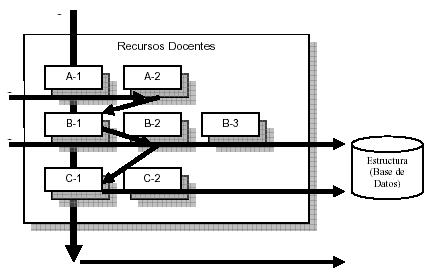 Recursos Docentes
A-1 A-2
B-1 B-2 B-3
C-1 C-2
Estructura
(Base de
Datos)